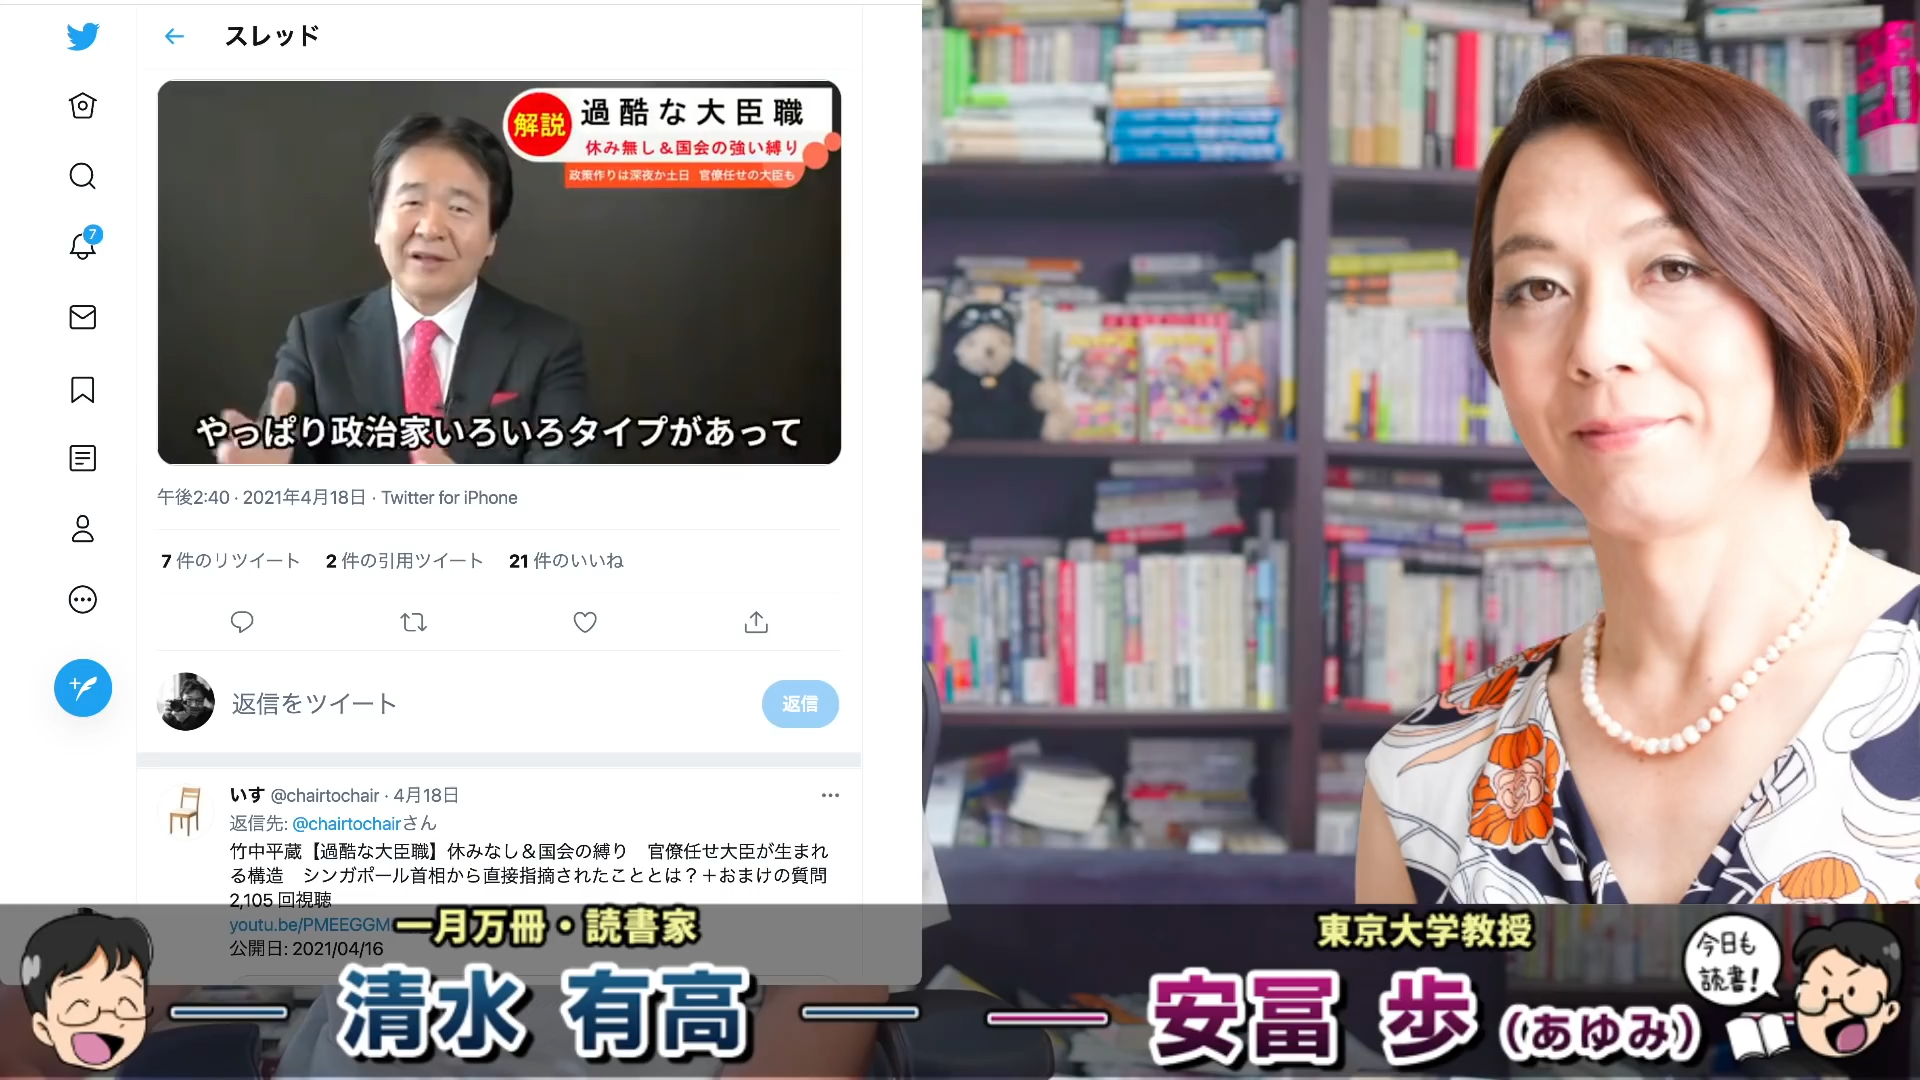 スレッド
解説
過酷な大臣職
休み無し＆国会の強い縛り
政策作りは深夜か土日 官僚任せの大臣も
やっぱり政治家いろいろタイプがあって
7
午後2:40 · 2021年4月18日 · Twitter for iPhone
7 件のリツイート 2 件の引用ツイート 21 件のいいね
返信をツイート
返信
いす @chairtochair · 4月18日
返信先: @chairtochairさん
竹中平蔵【過酷な大臣職】休みなし＆国会の縛り 官僚任せ大臣が生まれ
る構造 シンガポール首相から直接指摘されたこととは？＋おまけの質問
2,105 回視聴
youtu.be/PMEEGGM
公開日: 2021/04/16
一月万冊・読書家
清水 有高
東京大学教授
安冨 歩 (あゆみ)
今日も
読書!